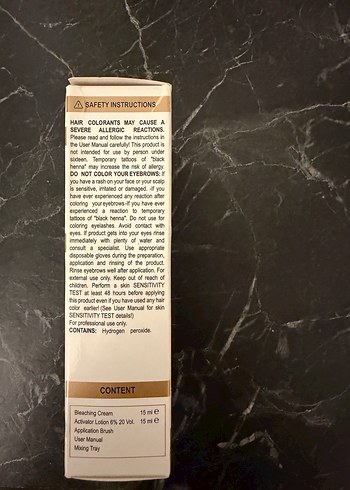 ⚠ SAFETY INSTRUCTIONS
HAIR COLORANTS MAY CAUSE A
SEVERE ALLERGIC REACTIONS.
Please read and follow the instructions in
the User Manual carefully! This product is
not intended for use by person under
sixteen. Temporary tattoos of "black
henna" may increase the risk of allergy.
DO NOT COLOR YOUR EYEBROWS: if
you have a rash on your face or your scalp
is sensitive, irritated or damaged. -if you
have ever experienced any reaction after
coloring your eyebrows-if you have ever
experienced a reaction to temporary
tattoos of "black henna". Do not use for
coloring eyelashes. Avoid contact with
eyes. If product gets into your eyes rinse
immediately with plenty of water and
consult a specialist. Use appropriate
disposable gloves during the preparation,
application and rinsing of the product.
Rinse eyebrows well after application. For
external use only. Keep out of reach of
children. Perform a skin SENSITIVITY
TEST at least 48 hours before applying
this product even if you have used any hair
color earlier! (See User Manual for skin
SENSITIVITY TEST details!)
For professional use only.
CONTAINS: Hydrogen peroxide.
CONTENT
Bleaching Cream 15 ml ℮
Activator Lotion 6% 20 Vol. 15 ml ℮
Application Brush
User Manual
Mixing Tray